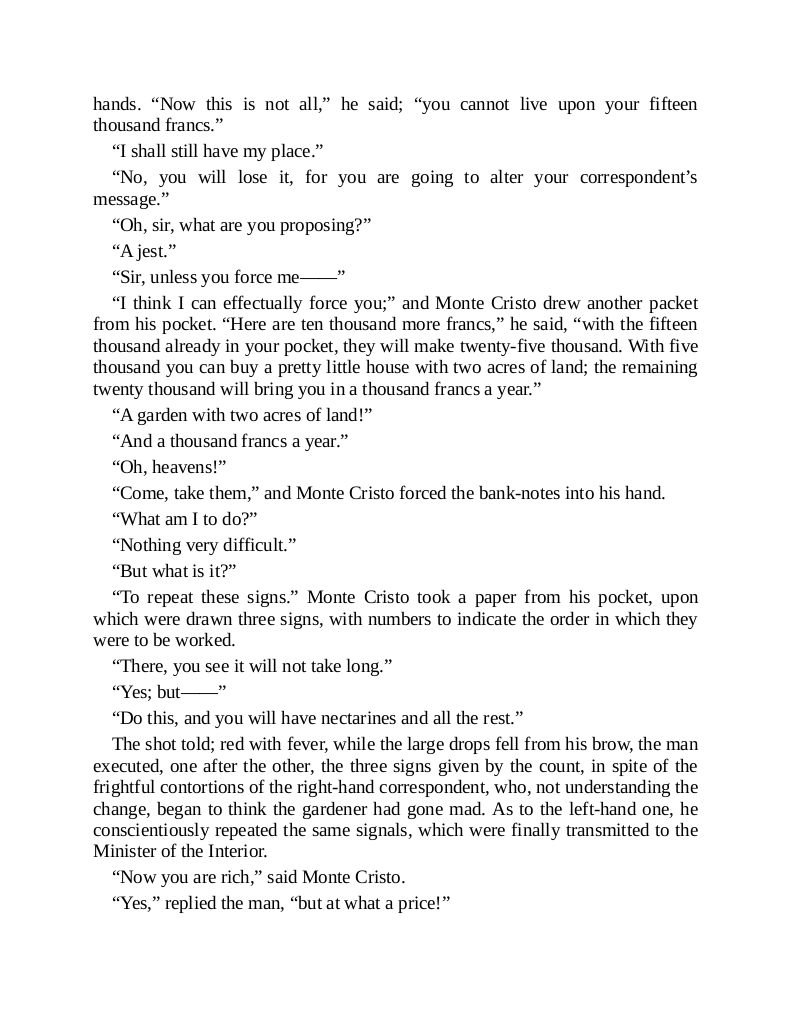 hands. “Now this is not all,” he said; “you cannot live upon your fifteen
thousand francs.”
“I shall still have my place.”
“No, you will lose it, for you are going to alter your correspondent’s
message.”
“Oh, sir, what are you proposing?”
“A jest.”
“Sir, unless you force me——”
“I think I can effectually force you;” and Monte Cristo drew another packet
from his pocket. “Here are ten thousand more francs,” he said, “with the fifteen
thousand already in your pocket, they will make twenty-five thousand. With five
thousand you can buy a pretty little house with two acres of land; the remaining
twenty thousand will bring you in a thousand francs a year.”
“A garden with two acres of land!”
“And a thousand francs a year.”
“Oh, heavens!”
“Come, take them,” and Monte Cristo forced the bank-notes into his hand.
“What am I to do?”
“Nothing very difficult.”
“But what is it?”
“To repeat these signs.” Monte Cristo took a paper from his pocket, upon
which were drawn three signs, with numbers to indicate the order in which they
were to be worked.
“There, you see it will not take long.”
“Yes; but——”
“Do this, and you will have nectarines and all the rest.”
The shot told; red with fever, while the large drops fell from his brow, the man
executed, one after the other, the three signs given by the count, in spite of the
frightful contortions of the right-hand correspondent, who, not understanding the
change, began to think the gardener had gone mad. As to the left-hand one, he
conscientiously repeated the same signals, which were finally transmitted to the
Minister of the Interior.
“Now you are rich,” said Monte Cristo.
“Yes,” replied the man, “but at what a price!”